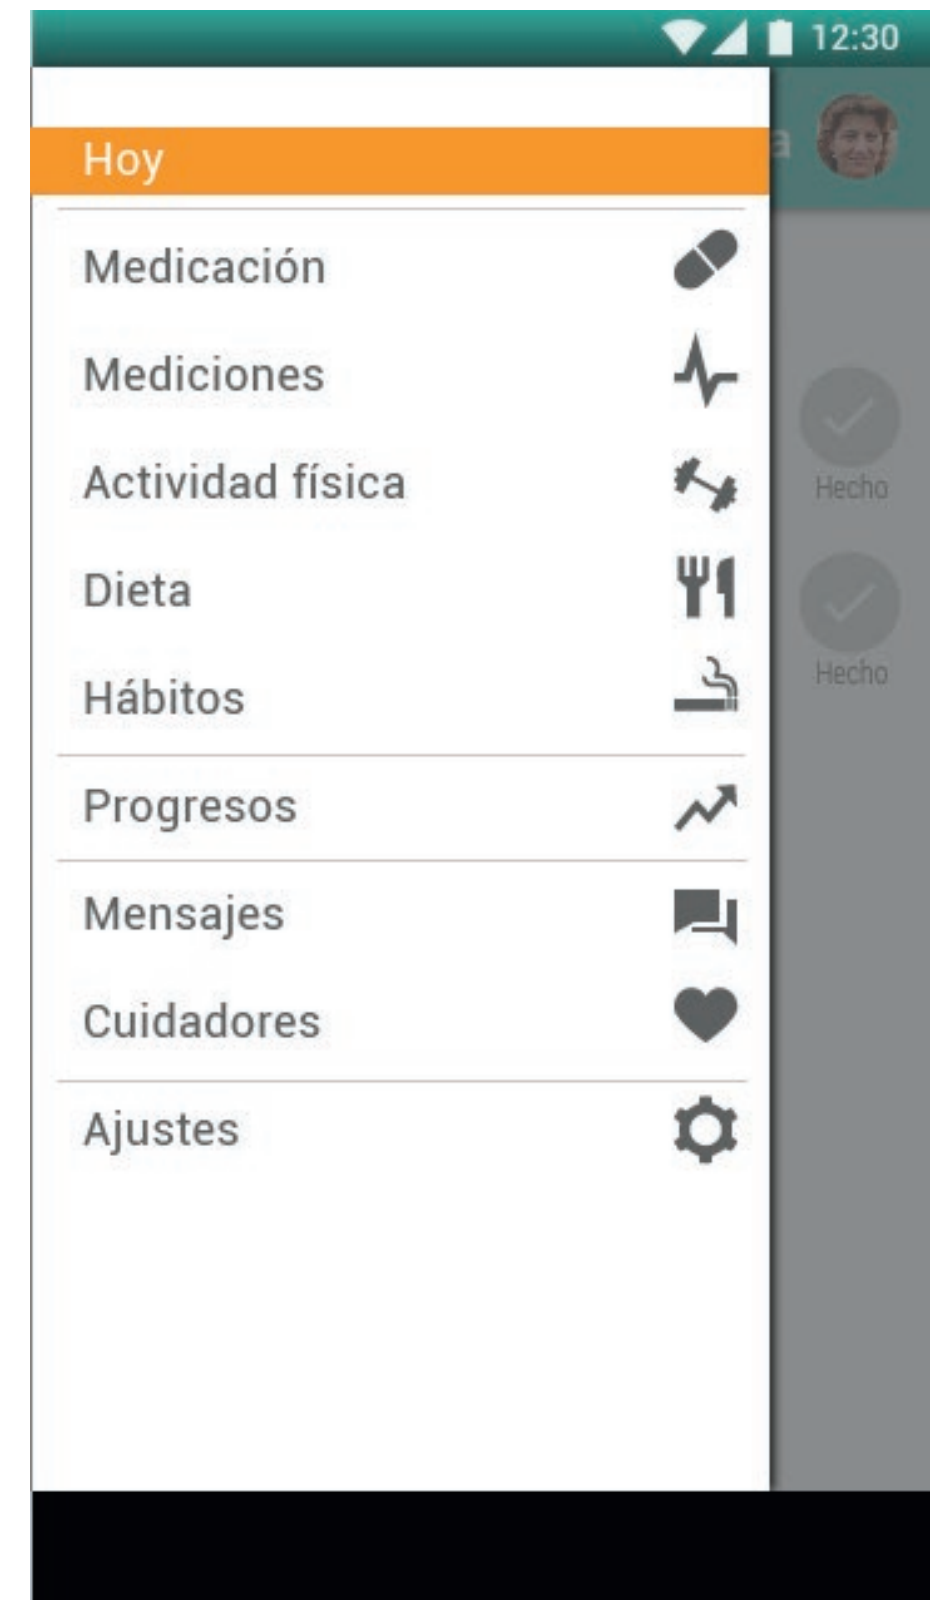 12:30
Hoy
a
Medicación
Mediciones
Actividad física
Hecho
Dieta
Hábitos
Hecho
Progresos
Mensajes
Cuidadores
Ajustes